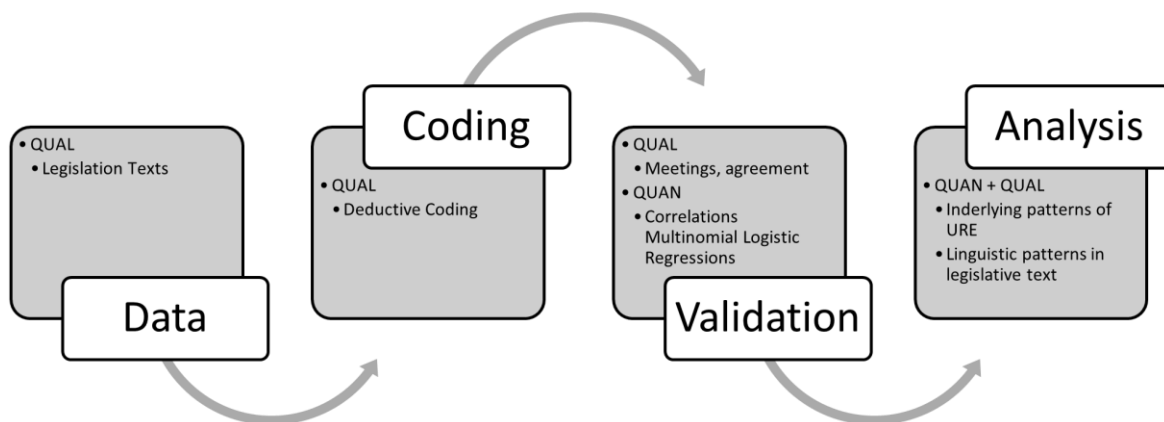 • QUAL
• Legislation Texts
Data
Coding
• QUAL
• Deductive Coding
• QUAL
• Meetings, agreement
• QUAN
• Correlations
Multinomial Logistic
Regressions
Validation
Analysis
• QUAN + QUAL
• Inderlying patterns of
URE
• Linguistic patterns in
legislative text